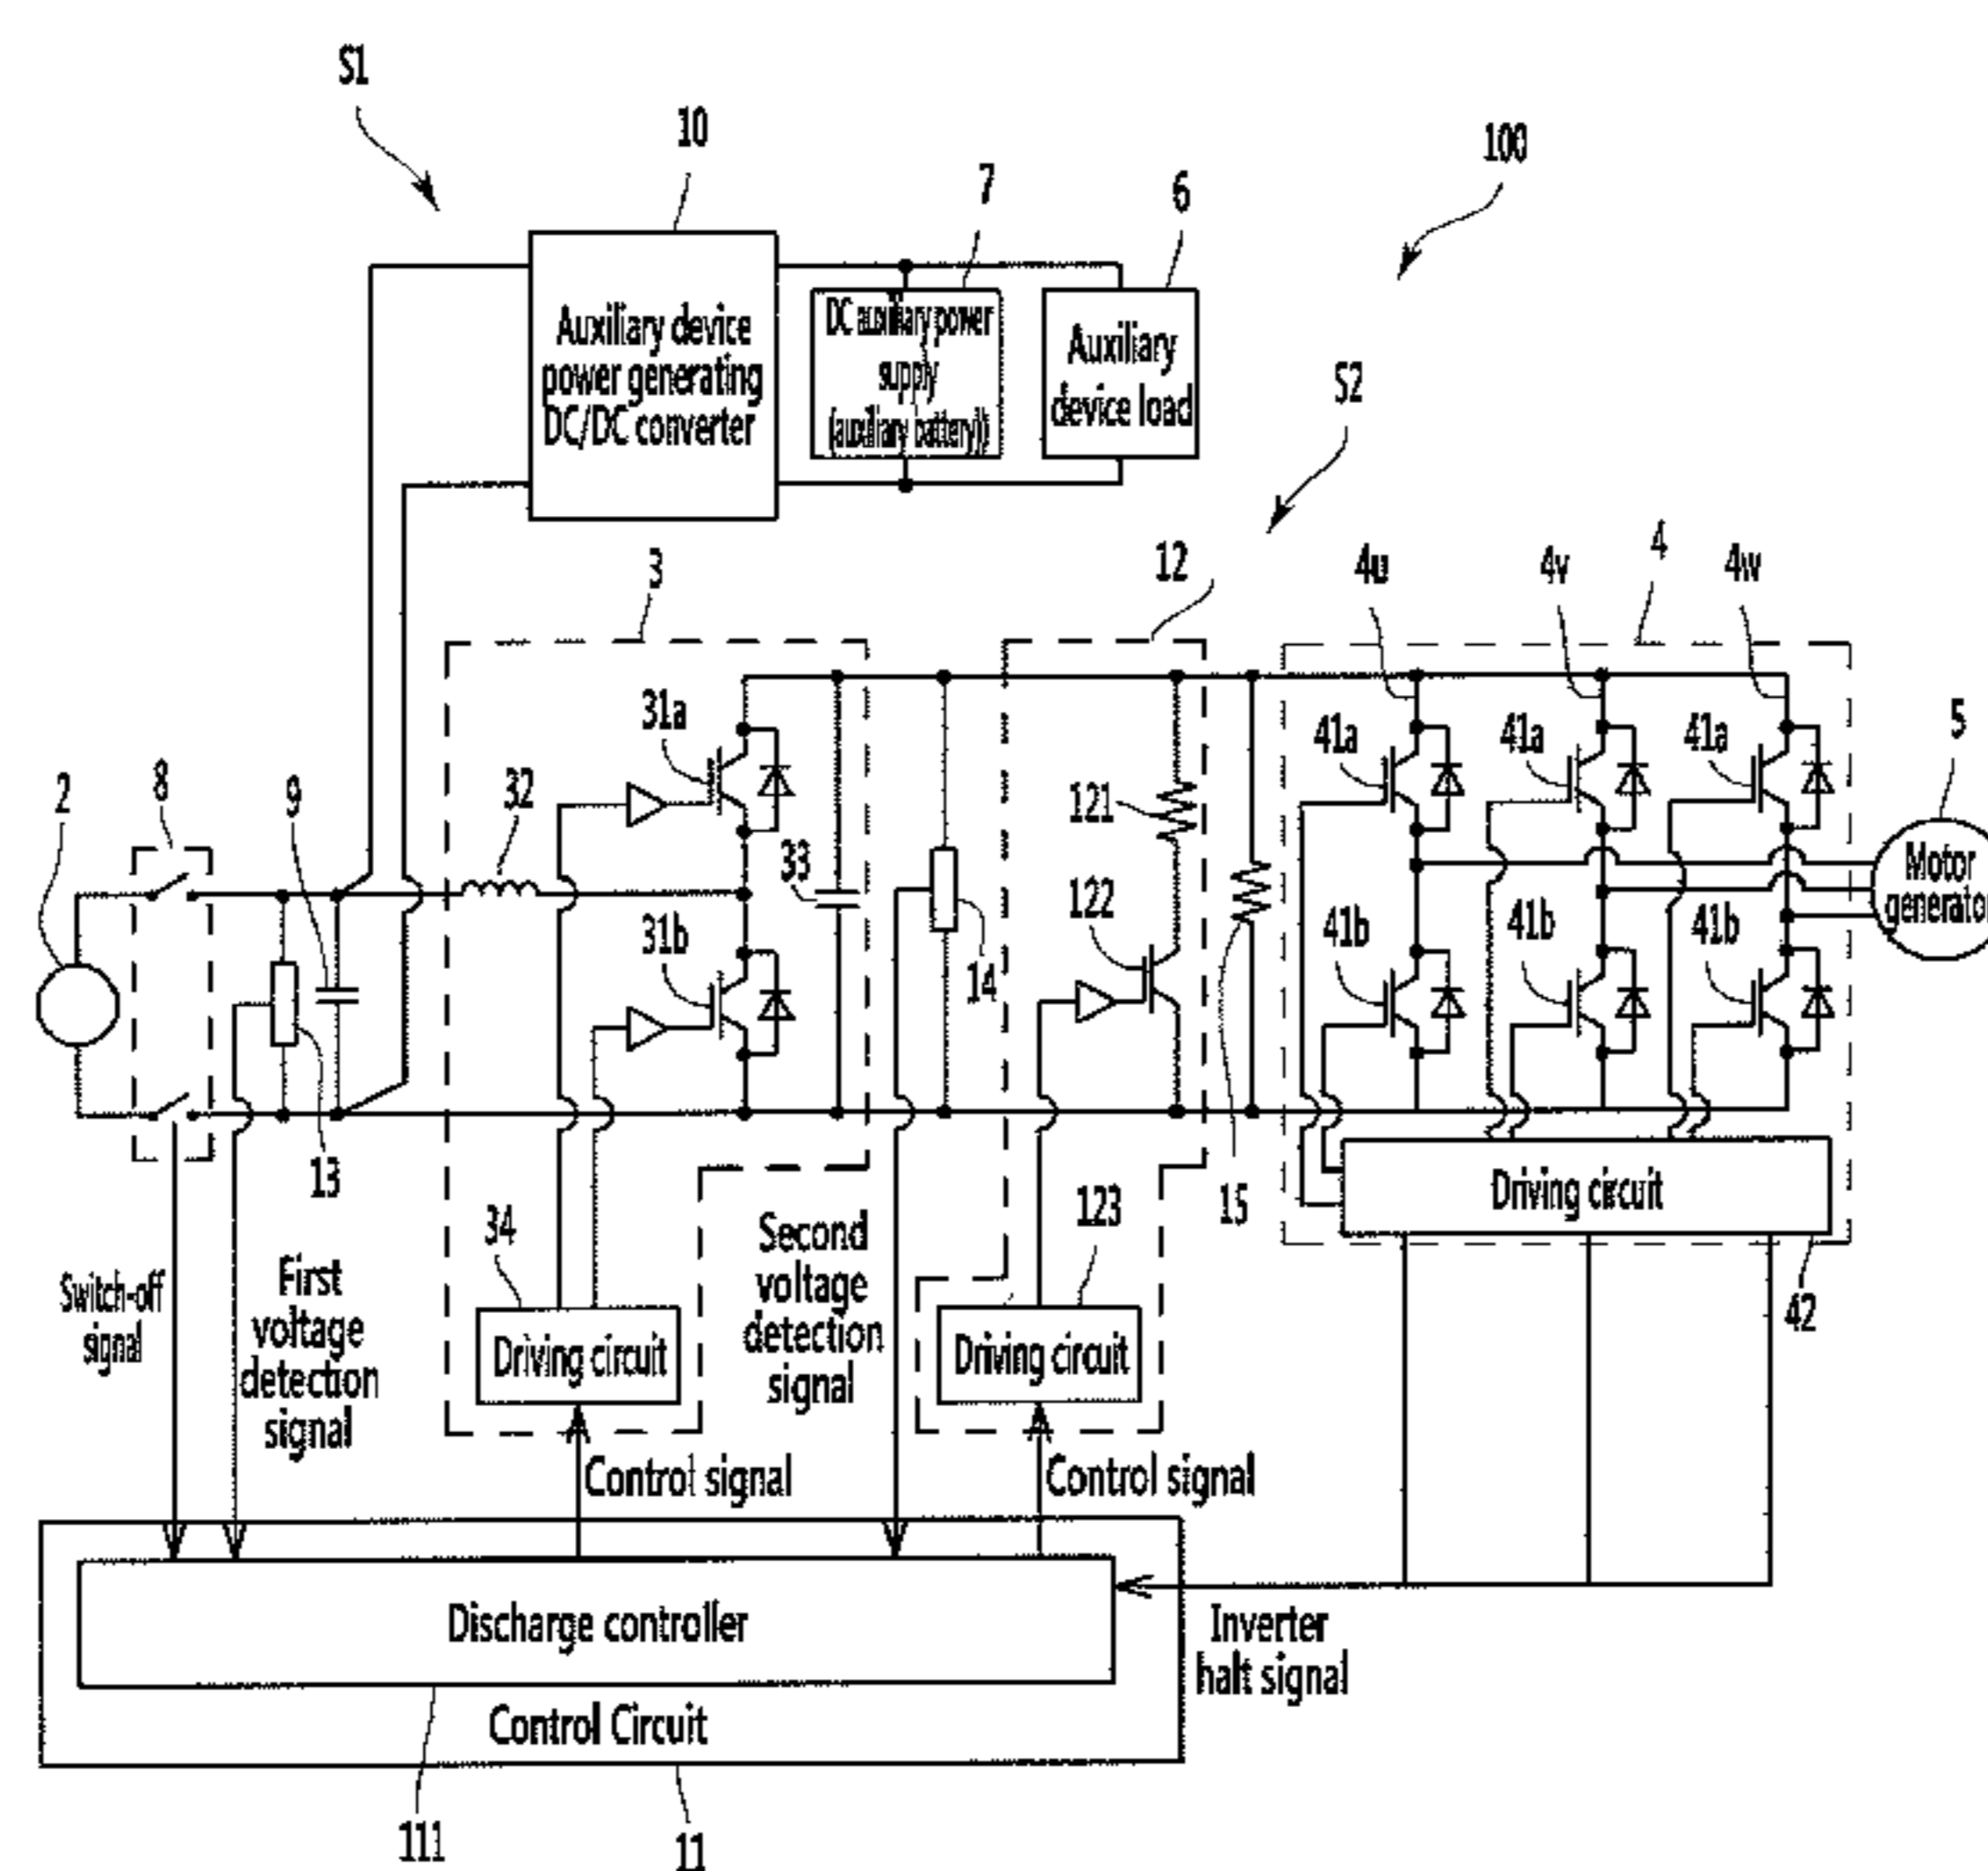 S1
10
7
6
100
Auxiliary device
power generating
DC/DC converter
DC auxiliary power
supply
(auxiliary battery))
Auxiliary
device load
S2
3
12
4u
4v
4
4w
2
8
9
32
31a
31b
33
14
121
122
15
41a
41a
41a
41b
41b
41b
5
Motor
generator
13
34
123
Driving circuit
42
Switch-off
signal
First
voltage
detection
signal
Second
voltage
detection
signal
Driving circuit
Driving circuit
Control signal
Control signal
Discharge controller
Inverter
halt signal
Control Circuit
111
11